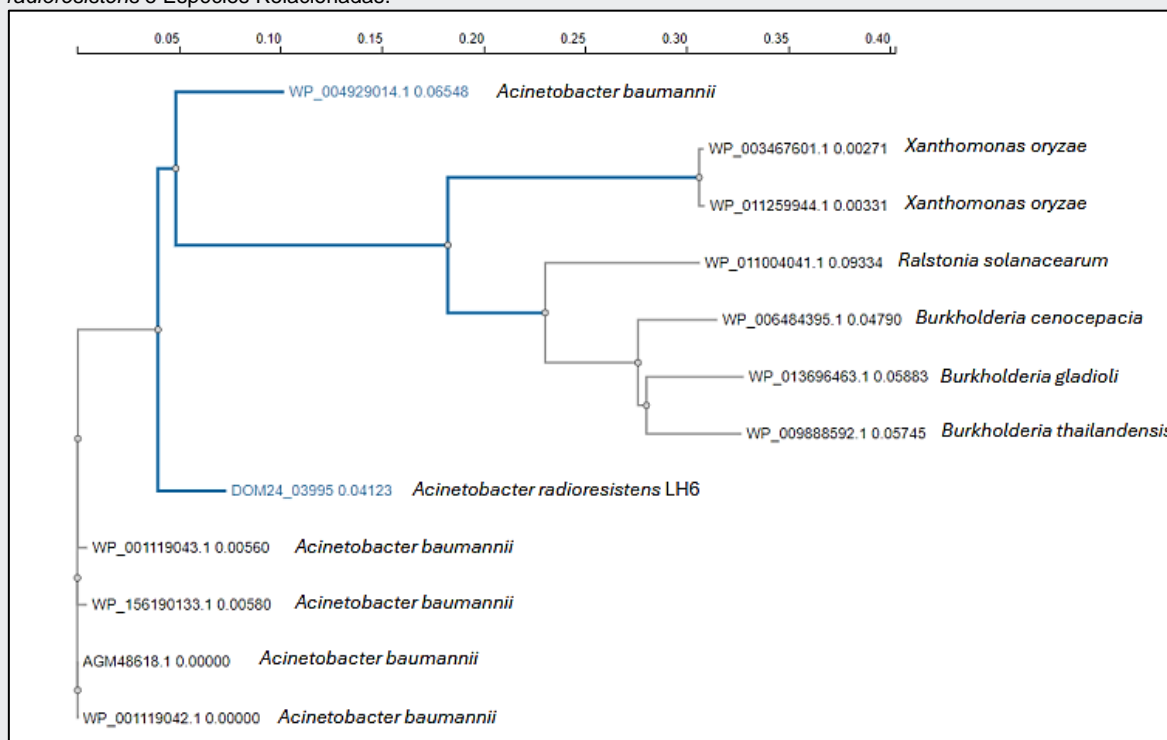 radioresistens e Espécies Relacionadas.
0.05 0.10 0.15 0.20 0.25 0.30 0.35 0.40
WP_004929014.1 0.06548 Acinetobacter baumannii
WP_003467601.1 0.00271 Xanthomonas oryzae
WP_011259944.1 0.00331 Xanthomonas oryzae
WP_011004041.1 0.09334 Ralstonia solanacearum
WP_006484395.1 0.04790 Burkholderia cenocepacia
WP_013696463.1 0.05883 Burkholderia gladioli
WP_009888592.1 0.05745 Burkholderia thailandensis
DOM24_03995 0.04123 Acinetobacter radioresistens LH6
WP_001119043.1 0.00560 Acinetobacter baumannii
WP_156190133.1 0.00580 Acinetobacter baumannii
AGM48618.1 0.00000 Acinetobacter baumannii
WP_001119042.1 0.00000 Acinetobacter baumannii